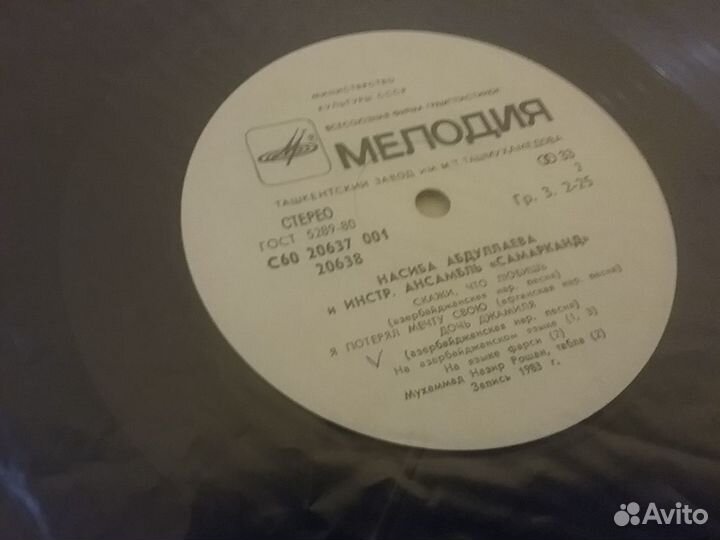 МИНИСТЕРСТВО
КУЛЬТУРЫ СССР
ВСЕСОЮЗНАЯ ФИРМА ГРАМПЛАСТИНОК
МЕЛОДИЯ
ТАШКЕНТСКИЙ ЗАВОД ИМ. М.Т. ТАШМУХАМЕДОВА
СТЕРЕО
33
ГОСТ 5289-80
2
С60 20637 001
Гр. 3. 2-25
20638
НАСИБА АБДУЛЛАЕВА
И ИНСТР. АНСАМБЛЬ «САМАРКАНД»
СКАЖИ, ЧТО ЛЮБИШЬ
(азербайджанская нар. песня)
Я ПОТЕРЯЛ МЕЧТУ СВОЮ (афганская нар. песня)
ДОЧЬ ДЖАМИЛЯ
(азербайджанская нар. песня)
На азербайджанском языке (1, 3)
На языке фарси (2)
Мухаммад Наэир Рошан, табла (2)
Запись 1983 г.
Avito